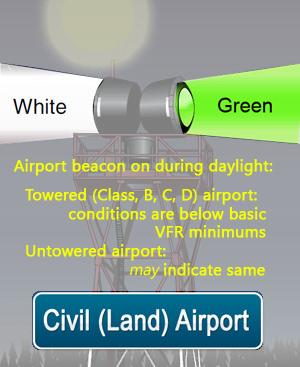 White
Green
Airport beacon on during daylight:
Towered (Class, B, C, D) airport:
conditions are below basic
VFR minimums
Untowered airport:
may indicate same
Civil (Land) Airport